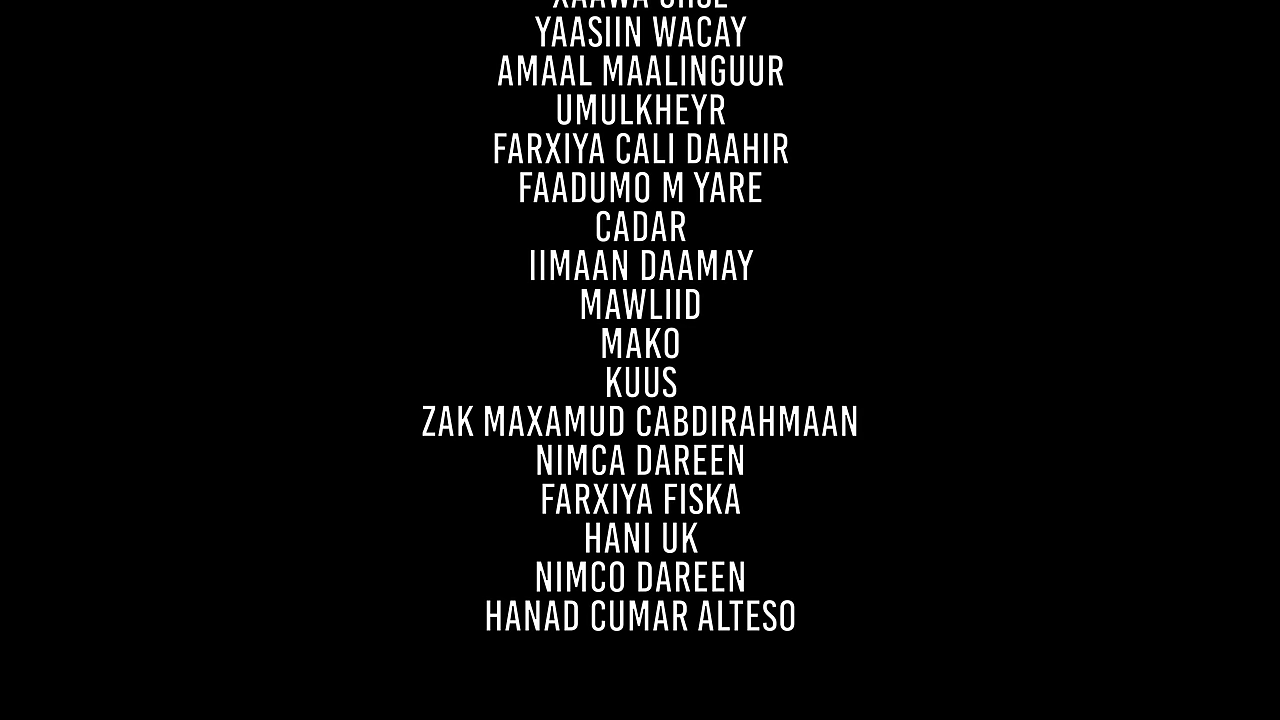 YAASIIN WACAY
AMAAL MAALINGUUR
UMULKHEYR
FARXIYA CALI DAAHIR
FAADUMO M YARE
CADAR
IIMAAN DAAMAY
MAWLIID
MAKO
KUUS
ZAK MAXAMUD CABDIRAHMAAN
NIMCA DAREEN
FARXIYA FISKA
HANI UK
NIMCO DAREEN
HANAD CUMAR ALTESO